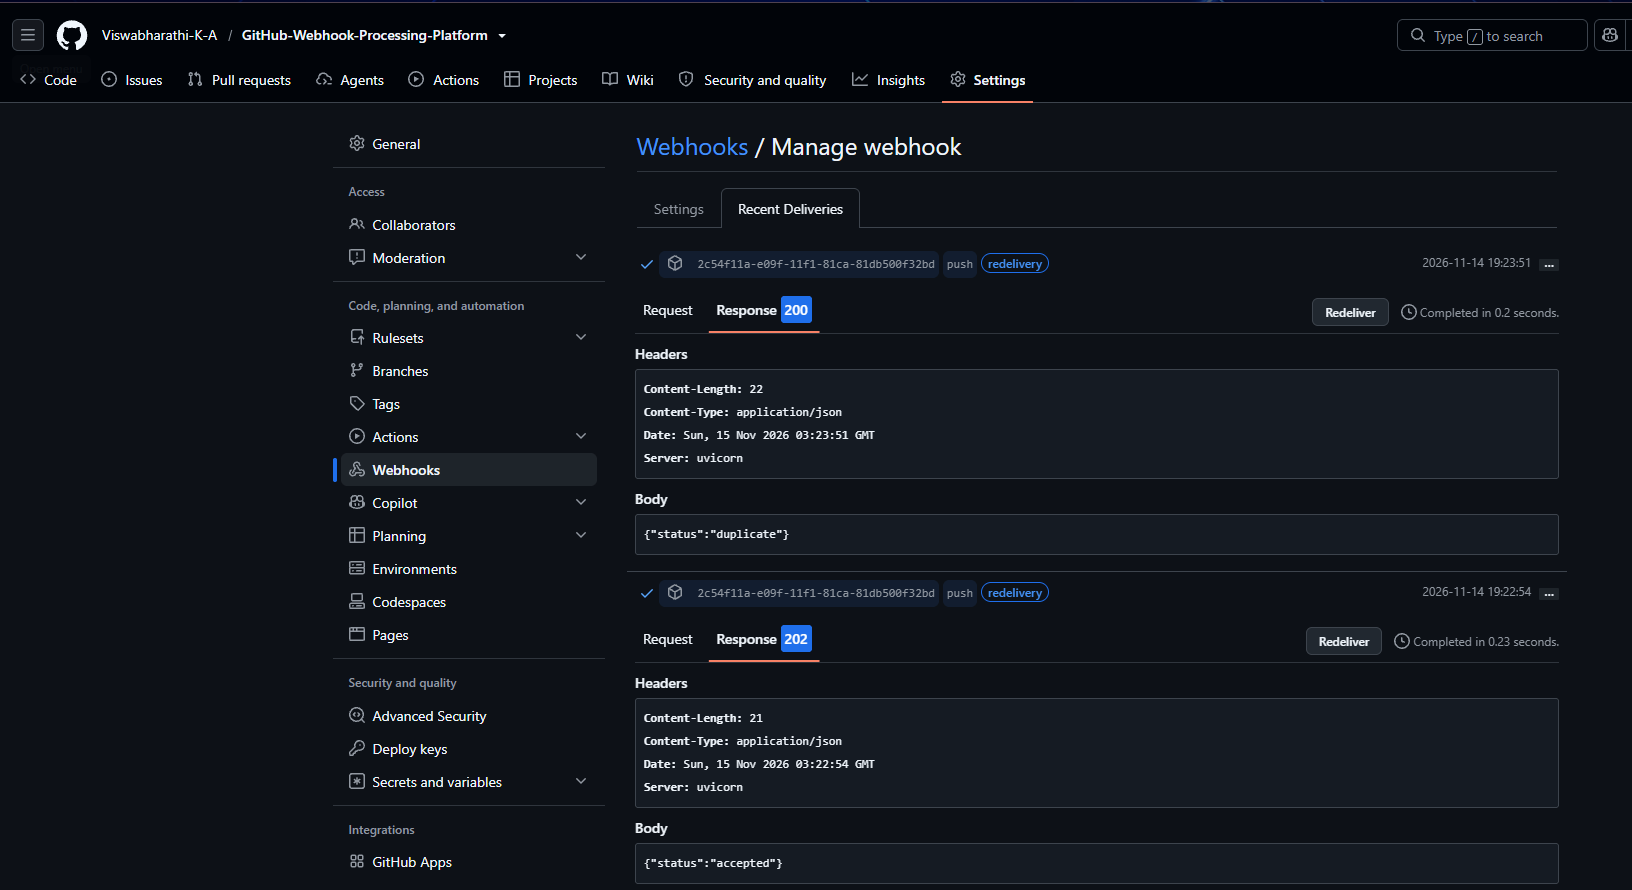 Viswabharathi-K-A / GitHub-Webhook-Processing-Platform
Type / to search
Code Issues Pull requests Agents Actions Projects Wiki Security and quality Insights Settings
General
Access
Collaborators
Moderation
Code, planning, and automation
Rulesets
Branches
Tags
Actions
Webhooks
Copilot
Planning
Environments
Codespaces
Pages
Security and quality
Advanced Security
Deploy keys
Secrets and variables
Integrations
GitHub Apps
Webhooks / Manage webhook
Settings Recent Deliveries
2c54f11a-e09f-11f1-81ca-81db500f32bd push redelivery 2026-11-14 19:23:51 ...
Request Response 200 Redeliver Completed in 0.2 seconds.
Headers
Content-Length: 22
Content-Type: application/json
Date: Sun, 15 Nov 2026 03:23:51 GMT
Server: uvicorn
Body
{"status":"duplicate"}
2c54f11a-e09f-11f1-81ca-81db500f32bd push redelivery 2026-11-14 19:22:54 ...
Request Response 202 Redeliver Completed in 0.23 seconds.
Headers
Content-Length: 21
Content-Type: application/json
Date: Sun, 15 Nov 2026 03:22:54 GMT
Server: uvicorn
Body
{"status":"accepted"}